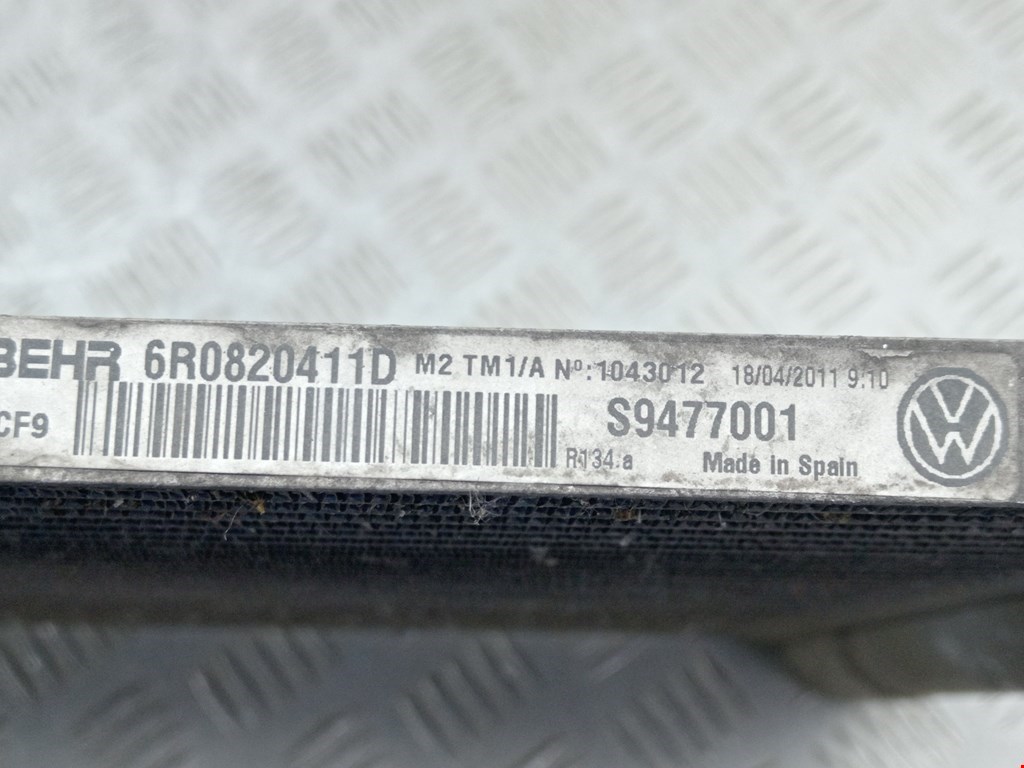 BEHR 6R0820411D M2 TM1/A Nº:1043012 18/04/2011 9:10
CF9 S9477001
R134.a Made in Spain